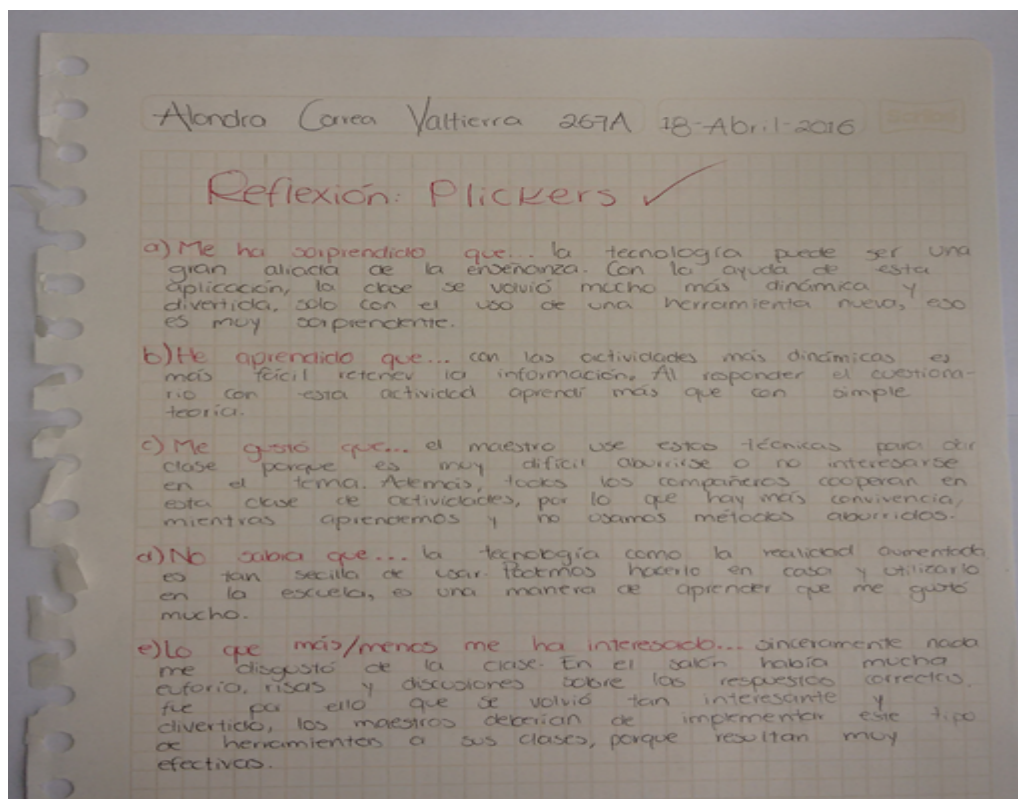 Alondra Correa Valtierra 267A 18-Abril-2016
Reflexión: Plickers ✓
a) Me ha sorprendido que... la tecnología puede ser una
gran aliada de la enseñanza. Con la ayuda de esta
aplicación, la clase se volvió mucho más dinámica y
divertida, solo con el uso de una herramienta nueva, eso
es muy sorprendente.
b) He aprendido que... con las actividades más dinámicas es
más fácil retener la información. Al responder el cuestiona-
rio con esta actividad aprendí más que con simple
teoría.
c) Me gustó que... el maestro use estas técnicas para dar
clase porque es muy difícil aburrirse o no interesarse
en el tema. Además, todos los compañeros cooperan en
esta clase de actividades, por lo que hay más convivencia,
mientras aprendemos y no usamos métodos aburridos.
d) No sabía que... la tecnología como la realidad aumentada
es tan secilla de usar. Podemos hacerlo en casa y utilizarlo
en la escuela, es una manera de aprender que me gustó
mucho.
e) Lo que más/menos me ha interesado... sinceramente nada
me disgustó de la clase. En el salón había mucha
euforia, risas y discusiones sobre las respuestas correctas,
fue por ello que se volvió tan interesante y
divertido, los maestros deberían de implementar este tipo
de herramientas a sus clases, porque resultan muy
efectivas.